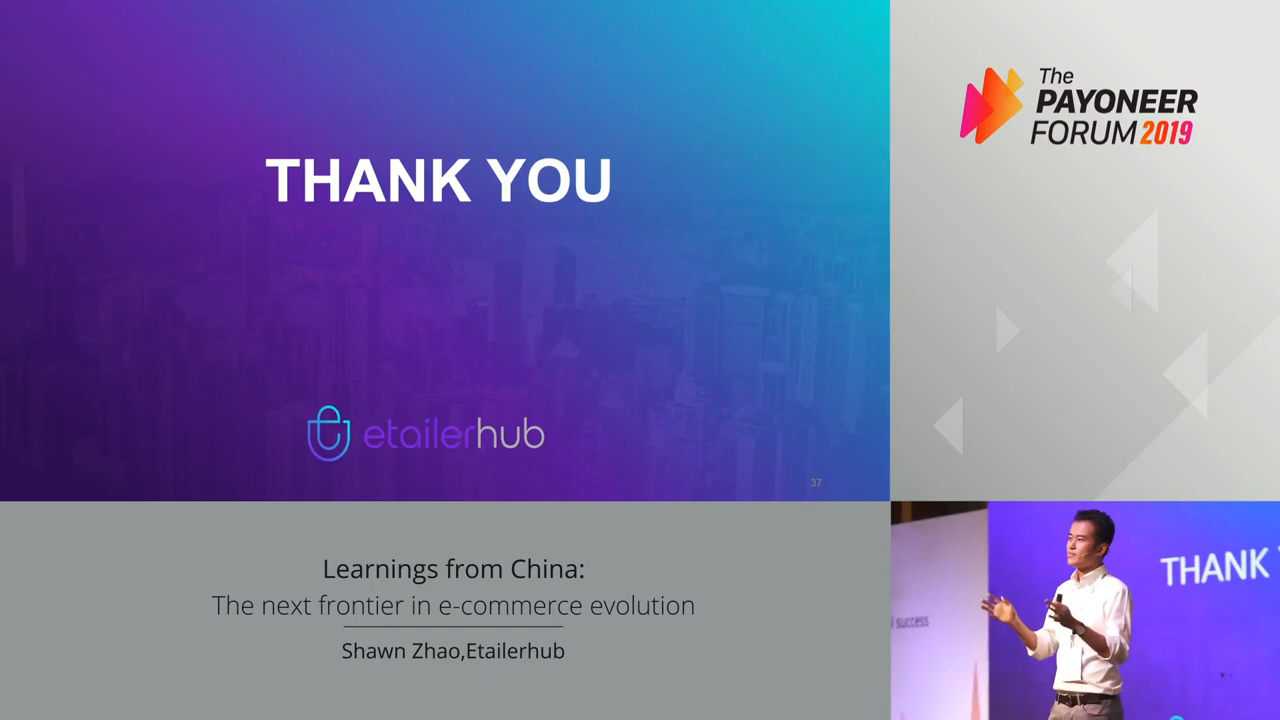 THANK YOU
etailerhub
37
The
PAYONEER
FORUM 2019
Learnings from China:
The next frontier in e-commerce evolution
Shawn Zhao,Etailerhub
THANK
success